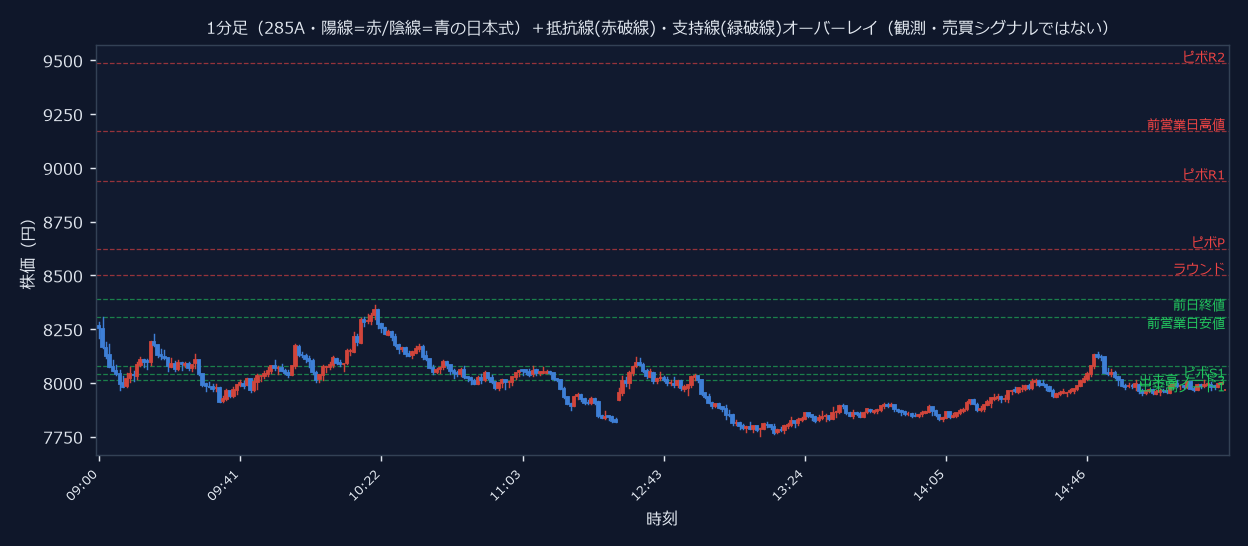 1分足（285A・陽線=赤/陰線=青の日本式）＋抵抗線(赤破線)・支持線(緑破線)オーバーレイ（観測・売買シグナルではない）
株価（円）
9500
9250
9000
8750
8500
8250
8000
7750
ピボR2
前営業日高値
ピボR1
ピボP
ラウンド
前日終値
前営業日安値
ピボS1
09:00
09:41
10:22
11:03
12:43
13:24
14:05
14:46
時刻